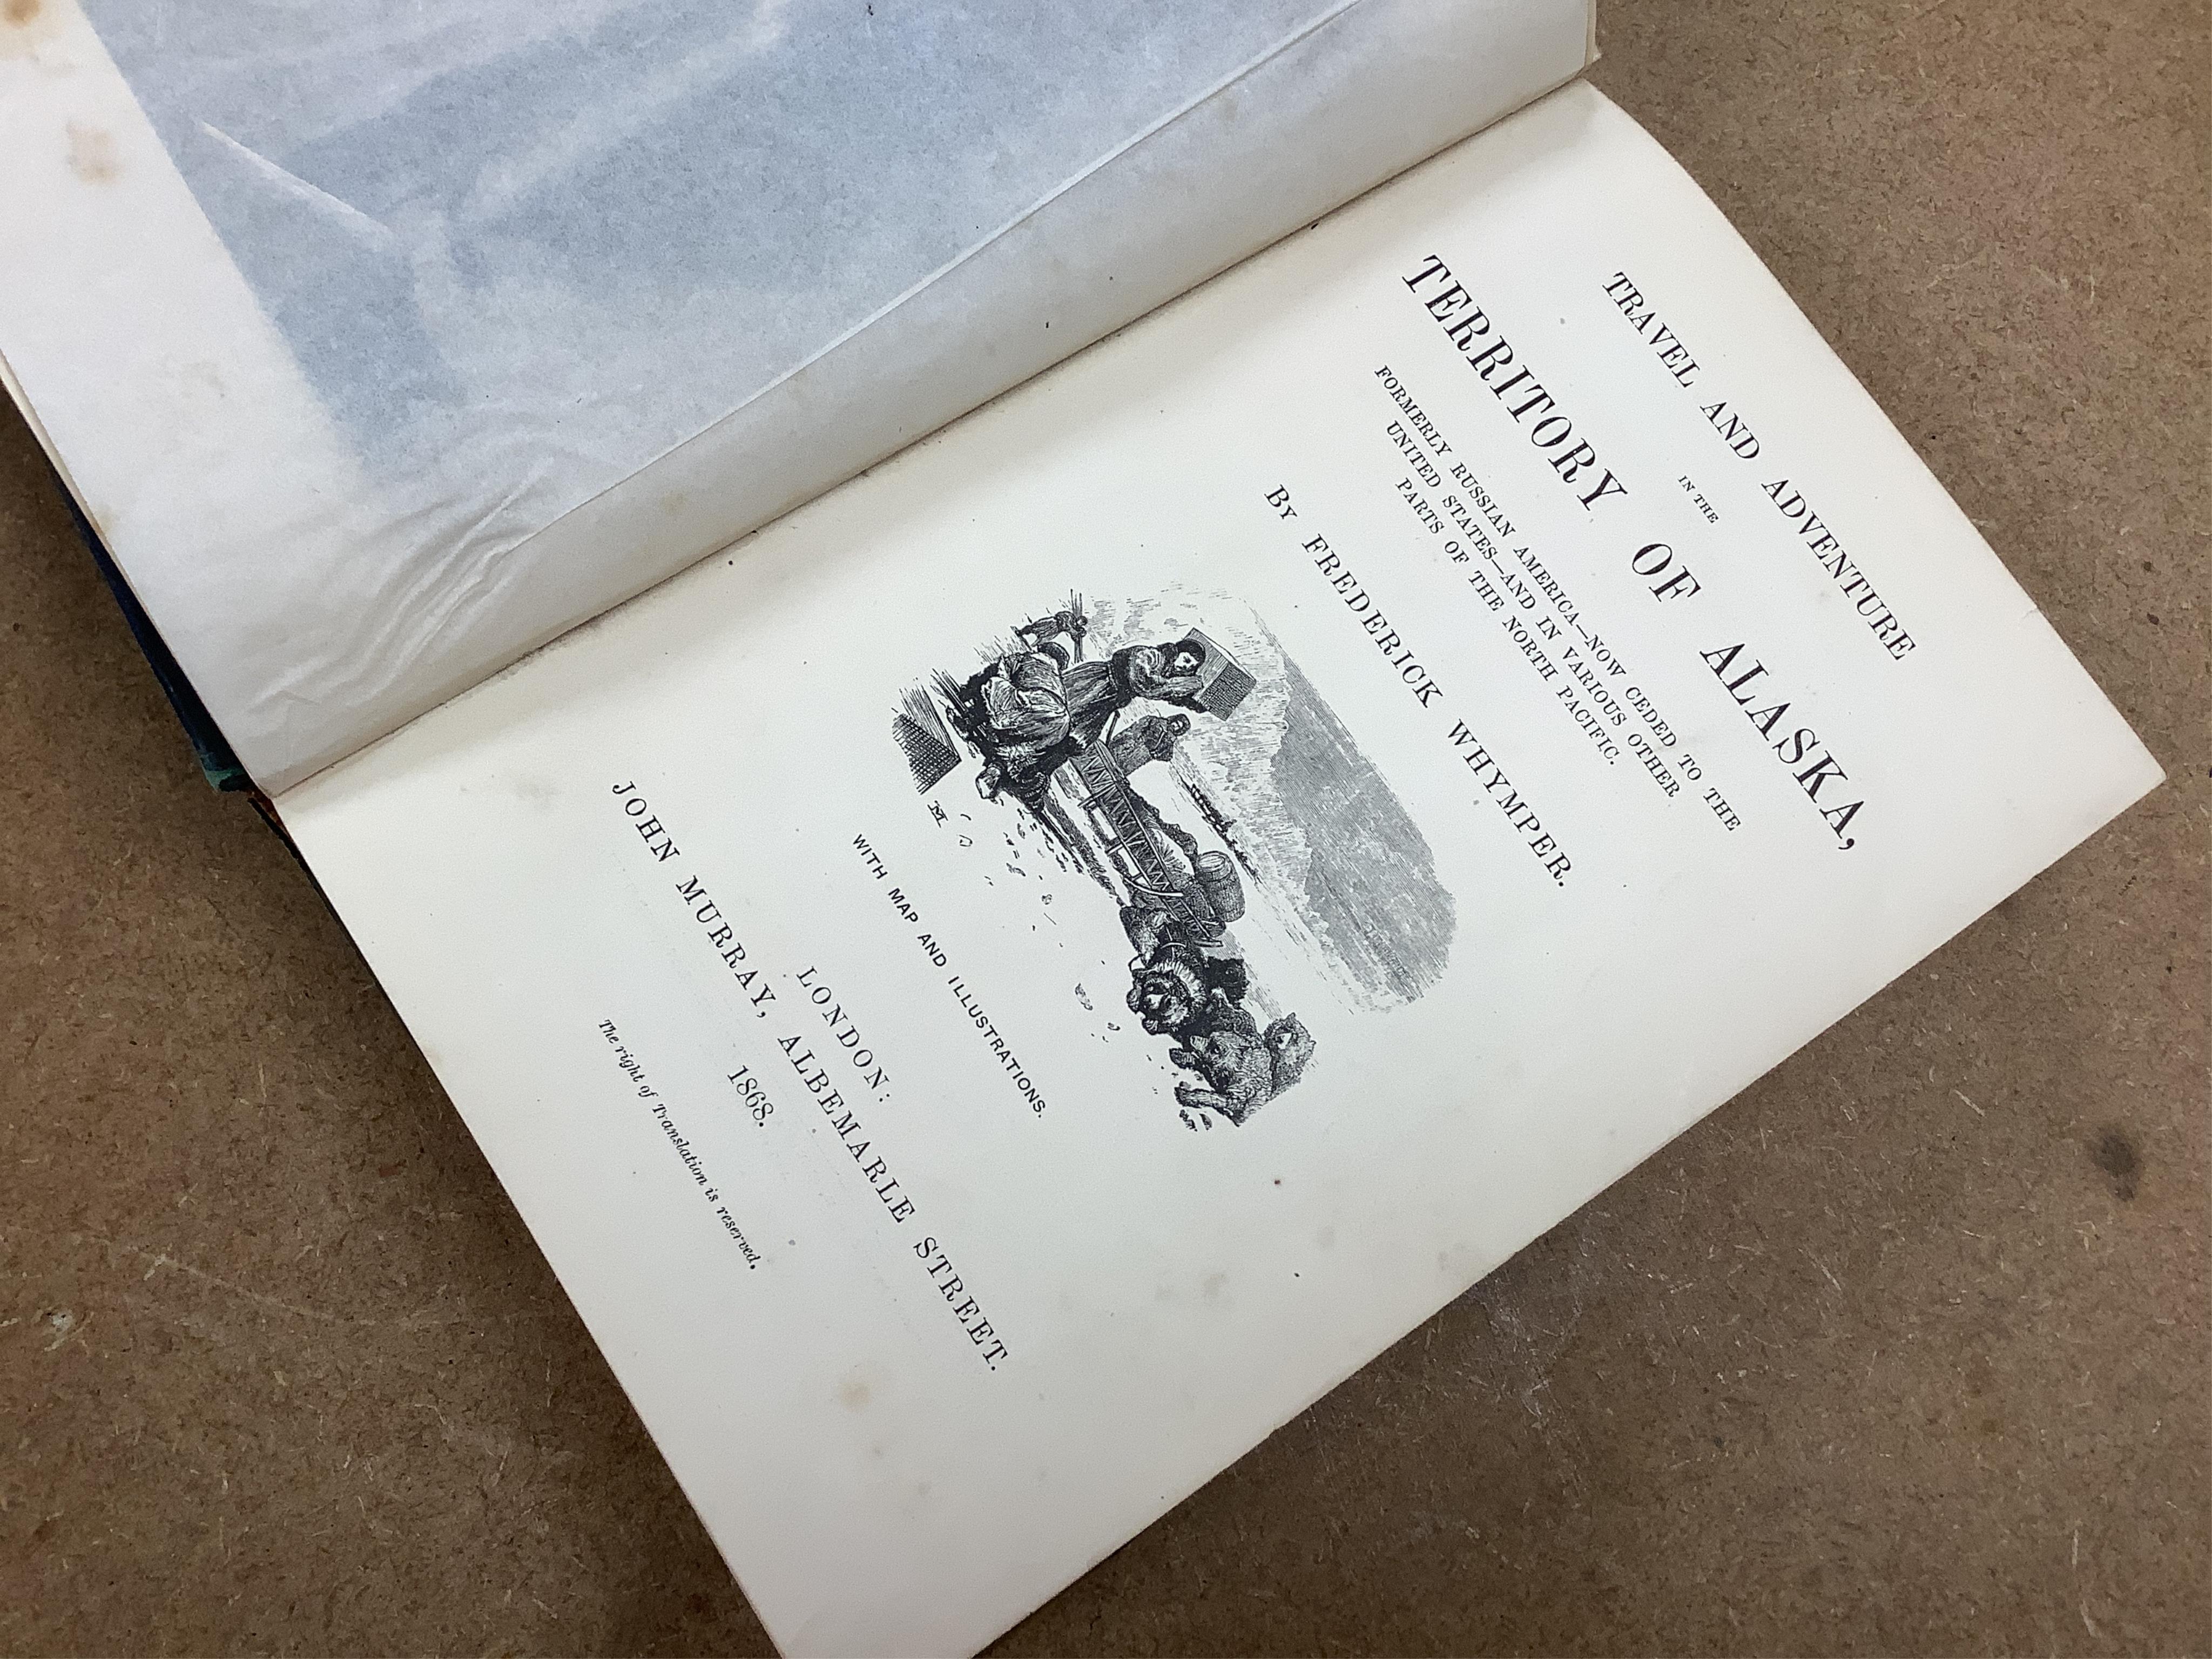 TRAVEL AND ADVENTURE
IN THE
TERRITORY OF ALASKA,
FORMERLY RUSSIAN AMERICA—NOW CEDED TO THE
UNITED STATES—AND IN VARIOUS OTHER
PARTS OF THE NORTH PACIFIC.
BY FREDERICK WHYMPER.
WITH MAP AND ILLUSTRATIONS.
LONDON:
JOHN MURRAY, ALBEMARLE STREET.
1868.
The right of Translation is reserved.